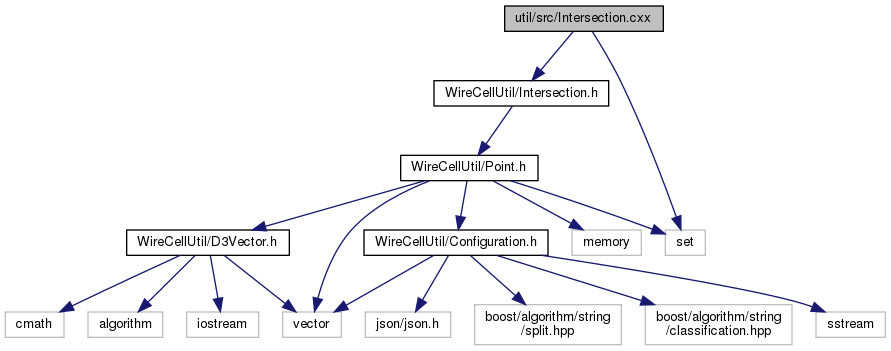 util/src/Intersection.cxx
WireCellUtil/Intersection.h
WireCellUtil/Point.h
WireCellUtil/D3Vector.h
WireCellUtil/Configuration.h
memory
set
cmath
algorithm
iostream
vector
json/json.h
boost/algorithm/string
/split.hpp
boost/algorithm/string
/classification.hpp
sstream